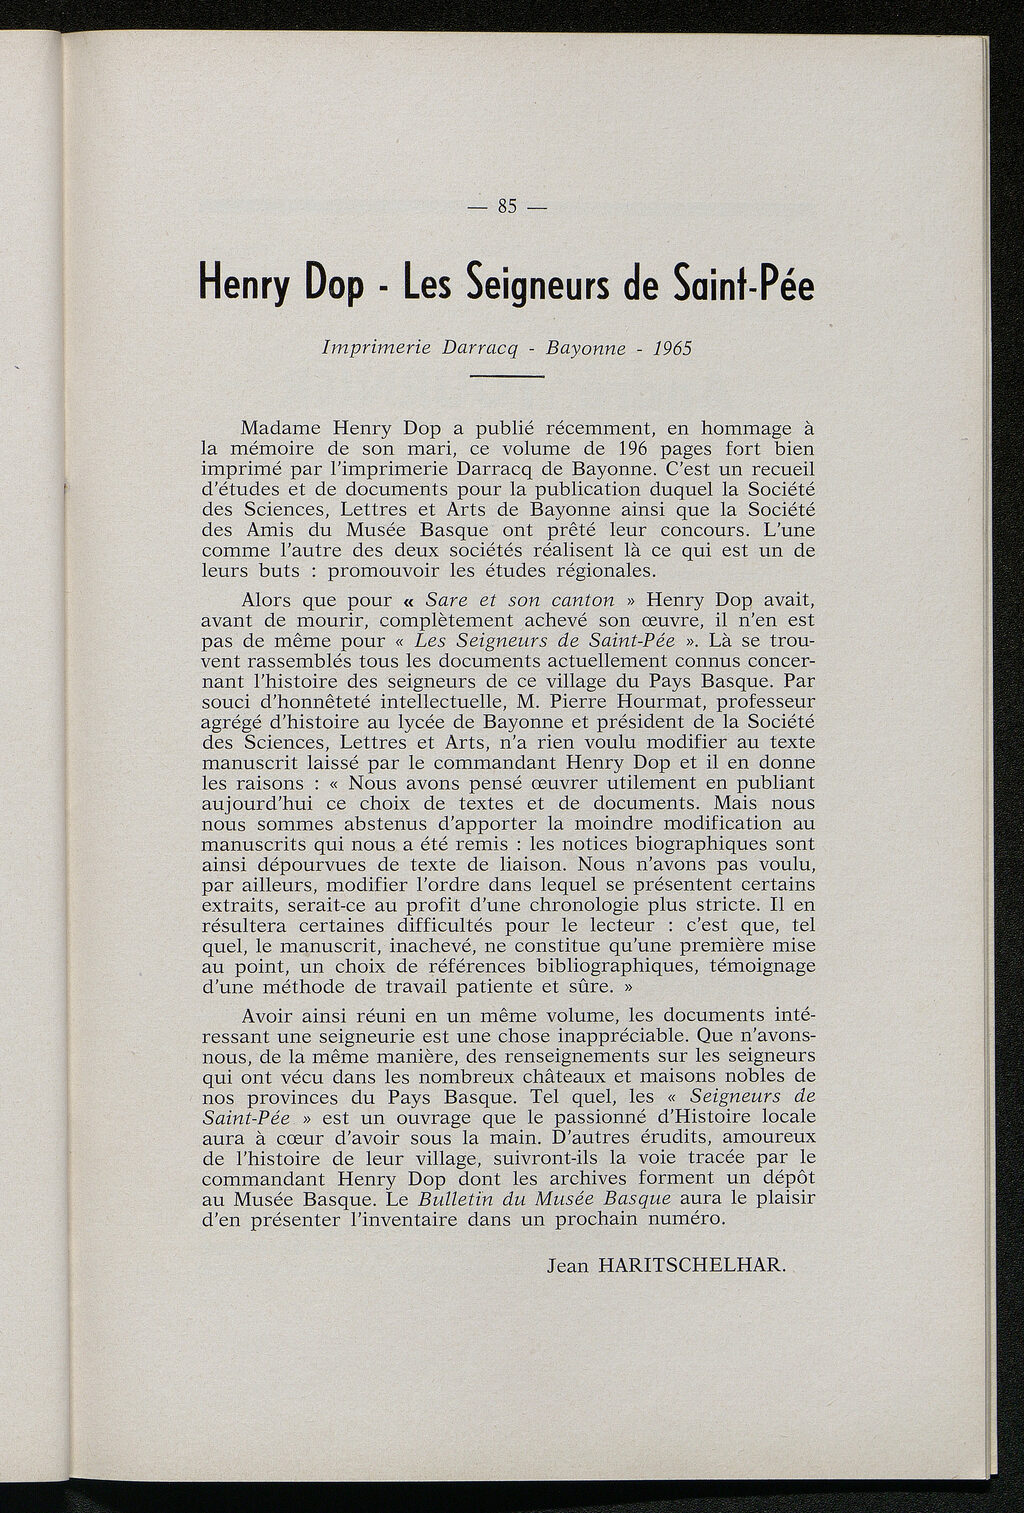 — 85 —
Henry Dop - Les Seigneurs de Saint-Pée
Imprimerie Darracq - Bayonne - 1965
Madame Henry Dop a publié récemment, en hommage à
la mémoire de son mari, ce volume de 196 pages fort bien
imprimé par l'imprimerie Darracq de Bayonne. C'est un recueil
d'études et de documents pour la publication duquel la Société
des Sciences, Lettres et Arts de Bayonne ainsi que la Société
des Amis du Musée Basque ont prêté leur concours. L'une
comme l'autre des deux sociétés réalisent là ce qui est un de
leurs buts : promouvoir les études régionales.
Alors que pour « Sare et son canton » Henry Dop avait,
avant de mourir, complètement achevé son œuvre, il n'en est
pas de même pour « Les Seigneurs de Saint-Pée ». Là se trou-
vent rassemblés tous les documents actuellement connus concer-
nant l'histoire des seigneurs de ce village du Pays Basque. Par
souci d'honnêteté intellectuelle, M. Pierre Hourmat, professeur
agrégé d'histoire au lycée de Bayonne et président de la Société
des Sciences, Lettres et Arts, n'a rien voulu modifier au texte
manuscrit laissé par le commandant Henry Dop et il en donne
les raisons : « Nous avons pensé œuvrer utilement en publiant
aujourd'hui ce choix de textes et de documents. Mais nous
nous sommes abstenus d'apporter la moindre modification au
manuscrits qui nous a été remis : les notices biographiques sont
ainsi dépourvues de texte de liaison. Nous n'avons pas voulu,
par ailleurs, modifier l'ordre dans lequel se présentent certains
extraits, serait-ce au profit d'une chronologie plus stricte. Il en
résultera certaines difficultés pour le lecteur : c'est que, tel
quel, le manuscrit, inachevé, ne constitue qu'une première mise
au point, un choix de références bibliographiques, témoignage
d'une méthode de travail patiente et sûre. »
Avoir ainsi réuni en un même volume, les documents inté-
ressant une seigneurie est une chose inappréciable. Que n'avons-
nous, de la même manière, des renseignements sur les seigneurs
qui ont vécu dans les nombreux châteaux et maisons nobles de
nos provinces du Pays Basque. Tel quel, les « Seigneurs de
Saint-Pée » est un ouvrage que le passionné d'Histoire locale
aura à cœur d'avoir sous la main. D'autres érudits, amoureux
de l'histoire de leur village, suivront-ils la voie tracée par le
commandant Henry Dop dont les archives forment un dépôt
au Musée Basque. Le Bulletin du Musée Basque aura le plaisir
d'en présenter l'inventaire dans un prochain numéro.
Jean HARITSCHELHAR.